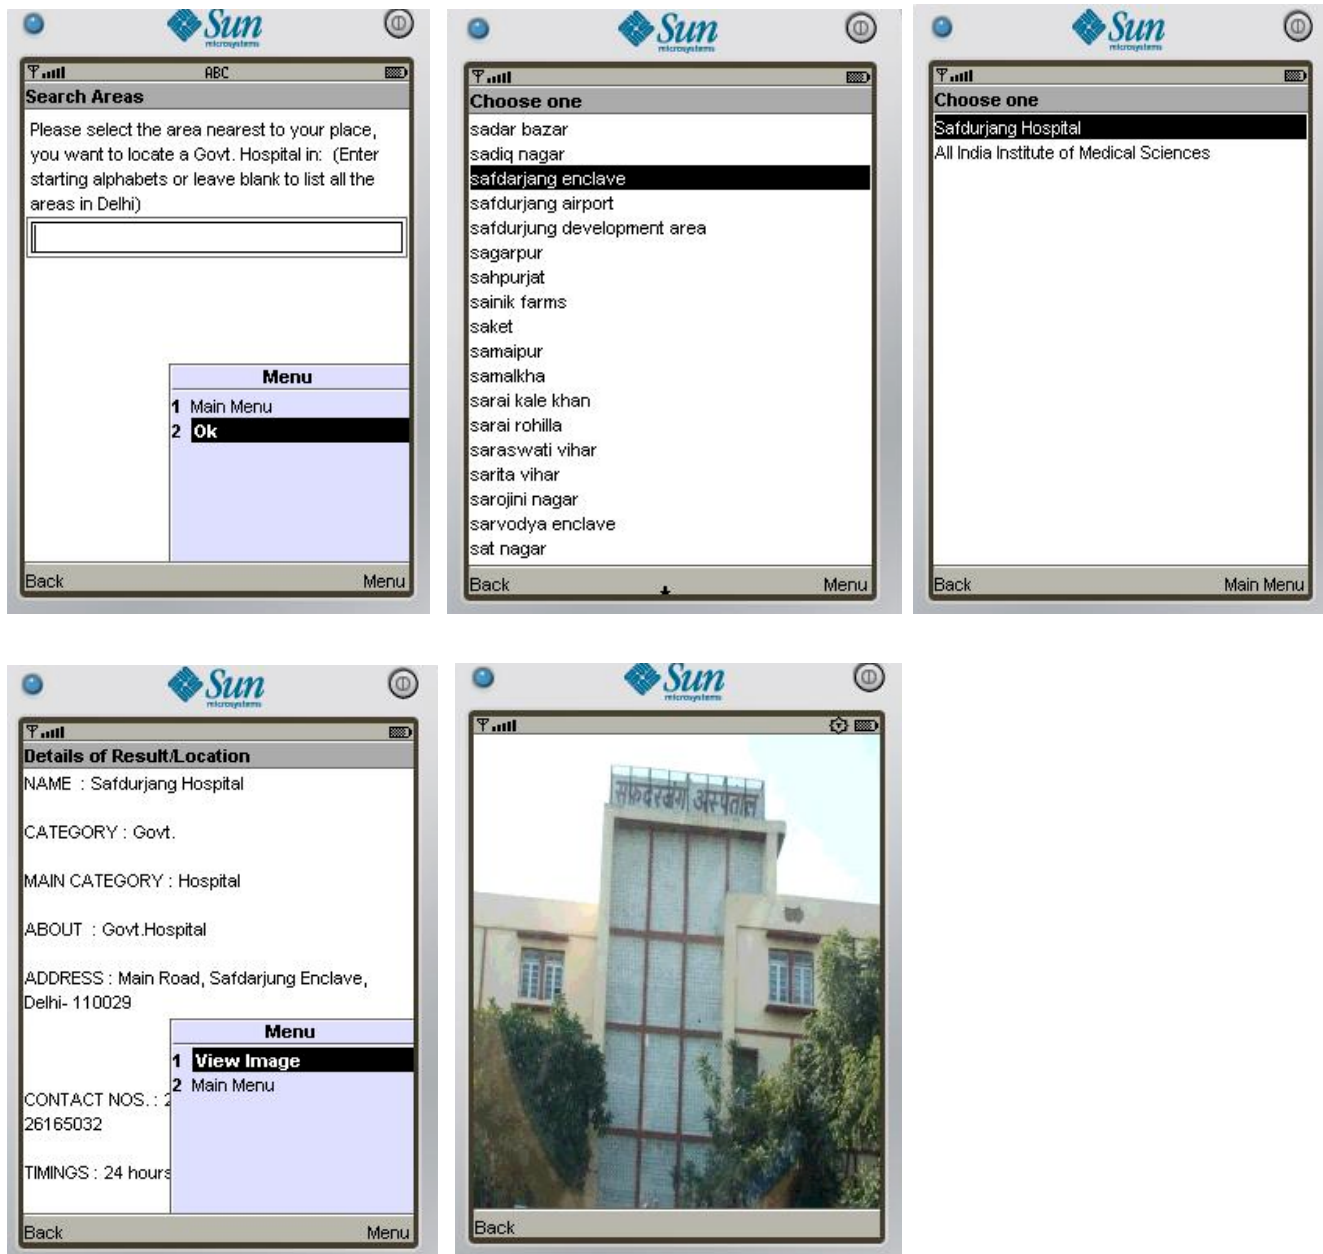 Sun
microsystems
ABC
Search Areas
Please select the area nearest to your place,
you want to locate a Govt. Hospital in: (Enter
starting alphabets or leave blank to list all the
areas in Delhi)
Menu
1 Main Menu
2 Ok
Back Menu
Sun
microsystems
Choose one
sadar bazar
sadiq nagar
safdarjang enclave
safdurjang airport
safdurjung development area
sagarpur
sahpurjat
sainik farms
saket
samaipur
samalkha
sarai kale khan
sarai rohilla
saraswati vihar
sarita vihar
sarojini nagar
sarvodya enclave
sat nagar
Back Menu
Sun
microsystems
Choose one
Safdurjang Hospital
All India Institute of Medical Sciences
Back Main Menu
Sun
microsystems
Details of Result/Location
NAME : Safdurjang Hospital
CATEGORY : Govt.
MAIN CATEGORY : Hospital
ABOUT : Govt.Hospital
ADDRESS : Main Road, Safdarjung Enclave,
Delhi- 110029
CONTACT NOS. : 2
26165032
TIMINGS : 24 hours
Menu
1 View Image
2 Main Menu
Back Menu
Sun
microsystems
सफदरजंग अस्पताल
Back